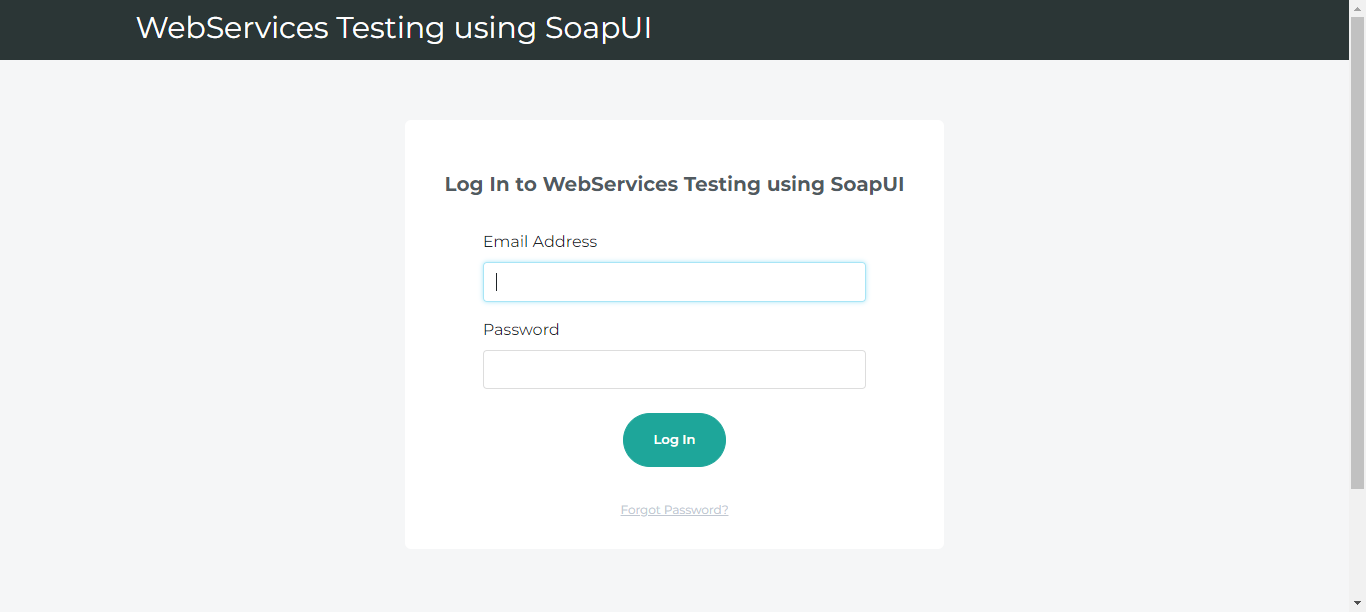 WebServices Testing using SoapUI
Log In to WebServices Testing using SoapUI
Email Address
Password
Log In
Forgot Password?